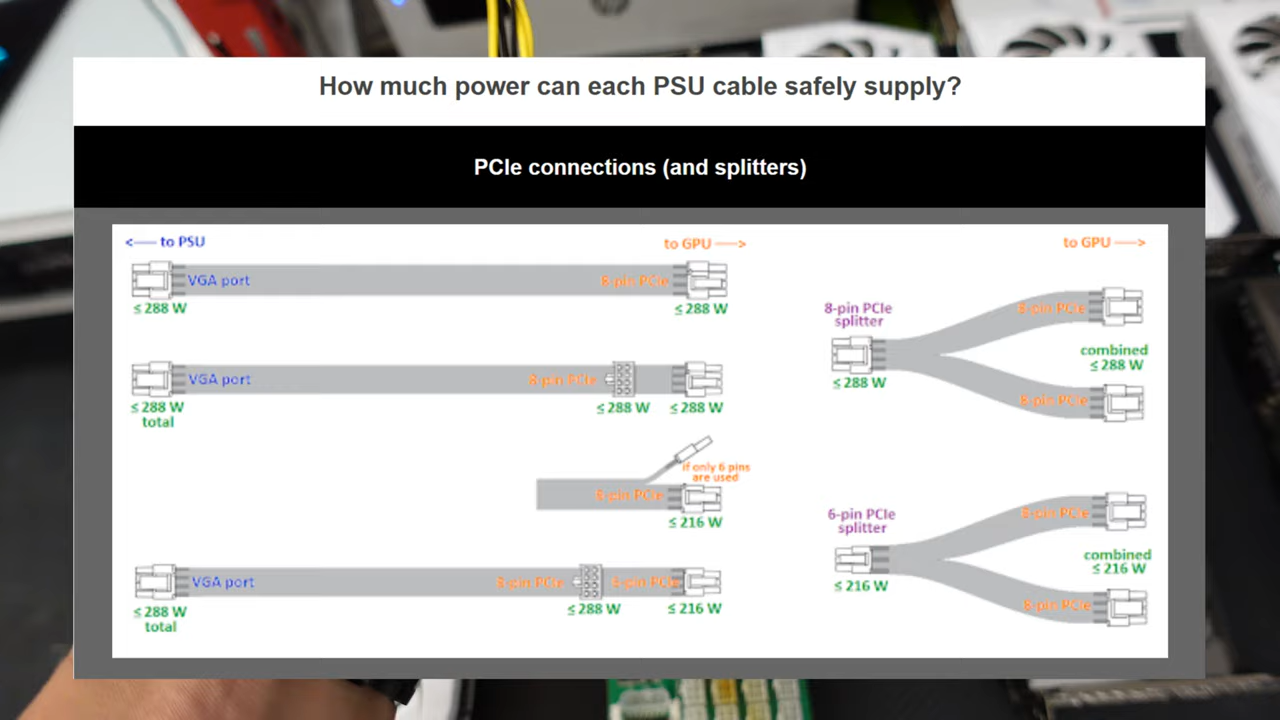 How much power can each PSU cable safely supply?
PCIe connections (and splitters)
<—— to PSU
to GPU ——>
VGA port
8-pin PCIe
≤ 288 W
≤ 288 W
VGA port
8-pin PCIe
≤ 288 W
total
≤ 288 W
≤ 288 W
if only 6 pins
are used
8-pin PCIe
≤ 216 W
VGA port
8-pin PCIe
8-pin PCIe
≤ 288 W
total
≤ 288 W
≤ 216 W
to GPU ——>
8-pin PCIe
splitter
≤ 288 W
8-pin PCIe
combined
≤ 288 W
8-pin PCIe
6-pin PCIe
splitter
≤ 216 W
8-pin PCIe
combined
≤ 216 W
8-pin PCIe